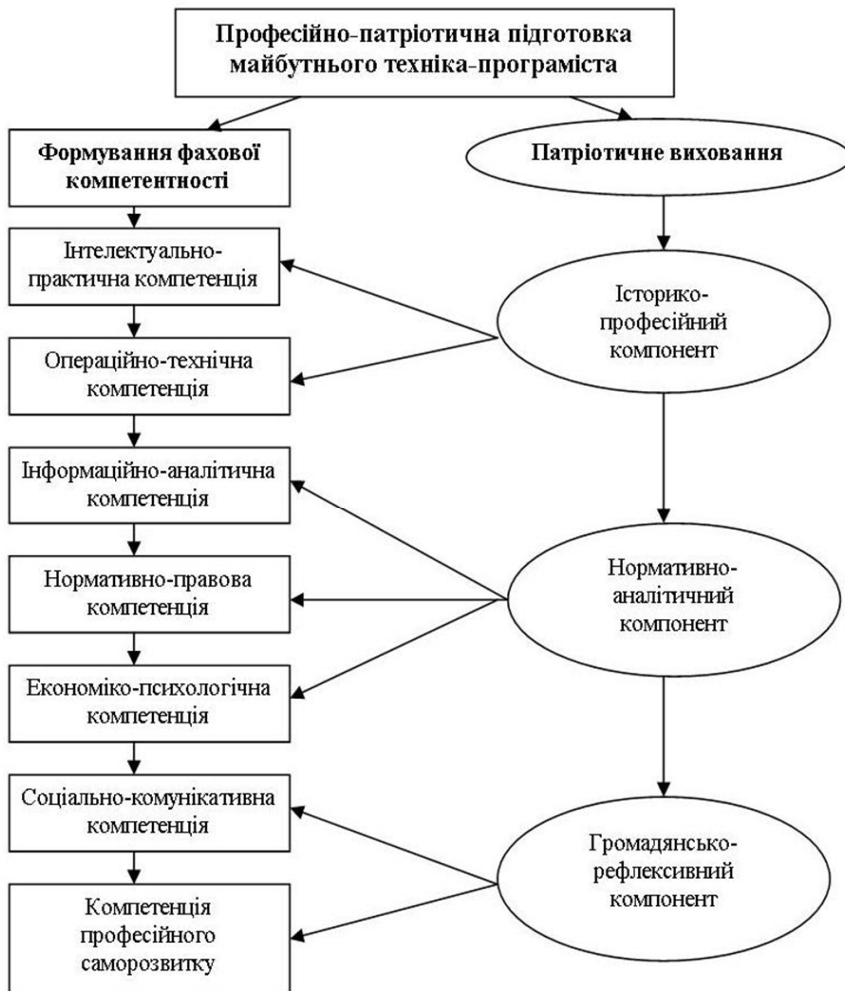 Професійно-патріотична підготовка
майбутнього техніка-програміста
Формування фахової
компетентності
Патріотичне виховання
Інтелектуально-
практична компетенція
Історико-
професійний
компонент
Операційно-технічна
компетенція
Інформаційно-аналітична
компетенція
Нормативно-правова
компетенція
Нормативно-
аналітичний
компонент
Економіко-психологічна
компетенція
Соціально-комунікативна
компетенція
Громадянсько-
рефлексивний
компонент
Компетенція
професійного
саморозвитку